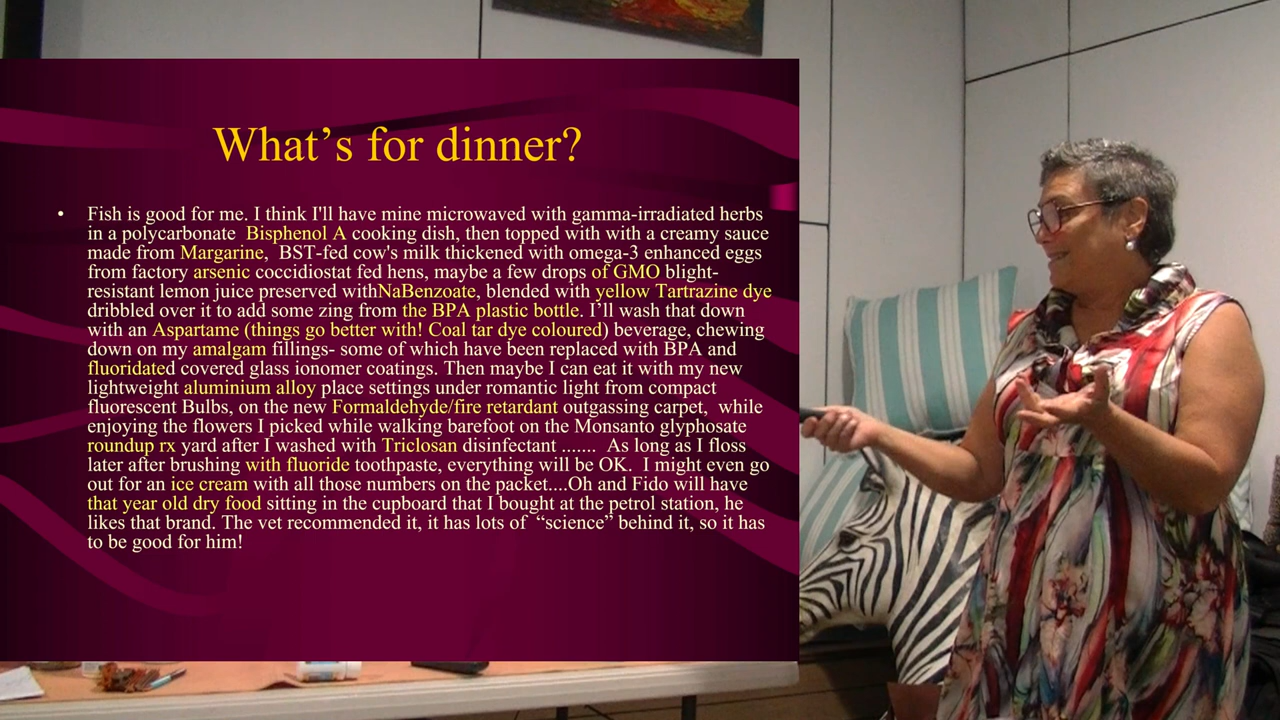 What's for dinner?
• Fish is good for me. I think I'll have mine microwaved with gamma-irradiated herbs
in a polycarbonate  Bisphenol A cooking dish, then topped with with a creamy sauce
made from Margarine,  BST-fed cow's milk thickened with omega-3 enhanced eggs
from factory arsenic coccidiostat fed hens, maybe a few drops of GMO blight-
resistant lemon juice preserved withNaBenzoate, blended with yellow Tartrazine dye
dribbled over it to add some zing from the BPA plastic bottle. I'll wash that down
with an Aspartame (things go better with! Coal tar dye coloured) beverage, chewing
down on my amalgam fillings- some of which have been replaced with BPA and
fluoridated covered glass ionomer coatings. Then maybe I can eat it with my new
lightweight aluminium alloy place settings under romantic light from compact
fluorescent Bulbs, on the new Formaldehyde/fire retardant outgassing carpet,  while
enjoying the flowers I picked while walking barefoot on the Monsanto glyphosate
roundup rx yard after I washed with Triclosan disinfectant .......  As long as I floss
later after brushing with fluoride toothpaste, everything will be OK.  I might even go
out for an ice cream with all those numbers on the packet....Oh and Fido will have
that year old dry food sitting in the cupboard that I bought at the petrol station, he
likes that brand. The vet recommended it, it has lots of  “science” behind it, so it has
to be good for him!